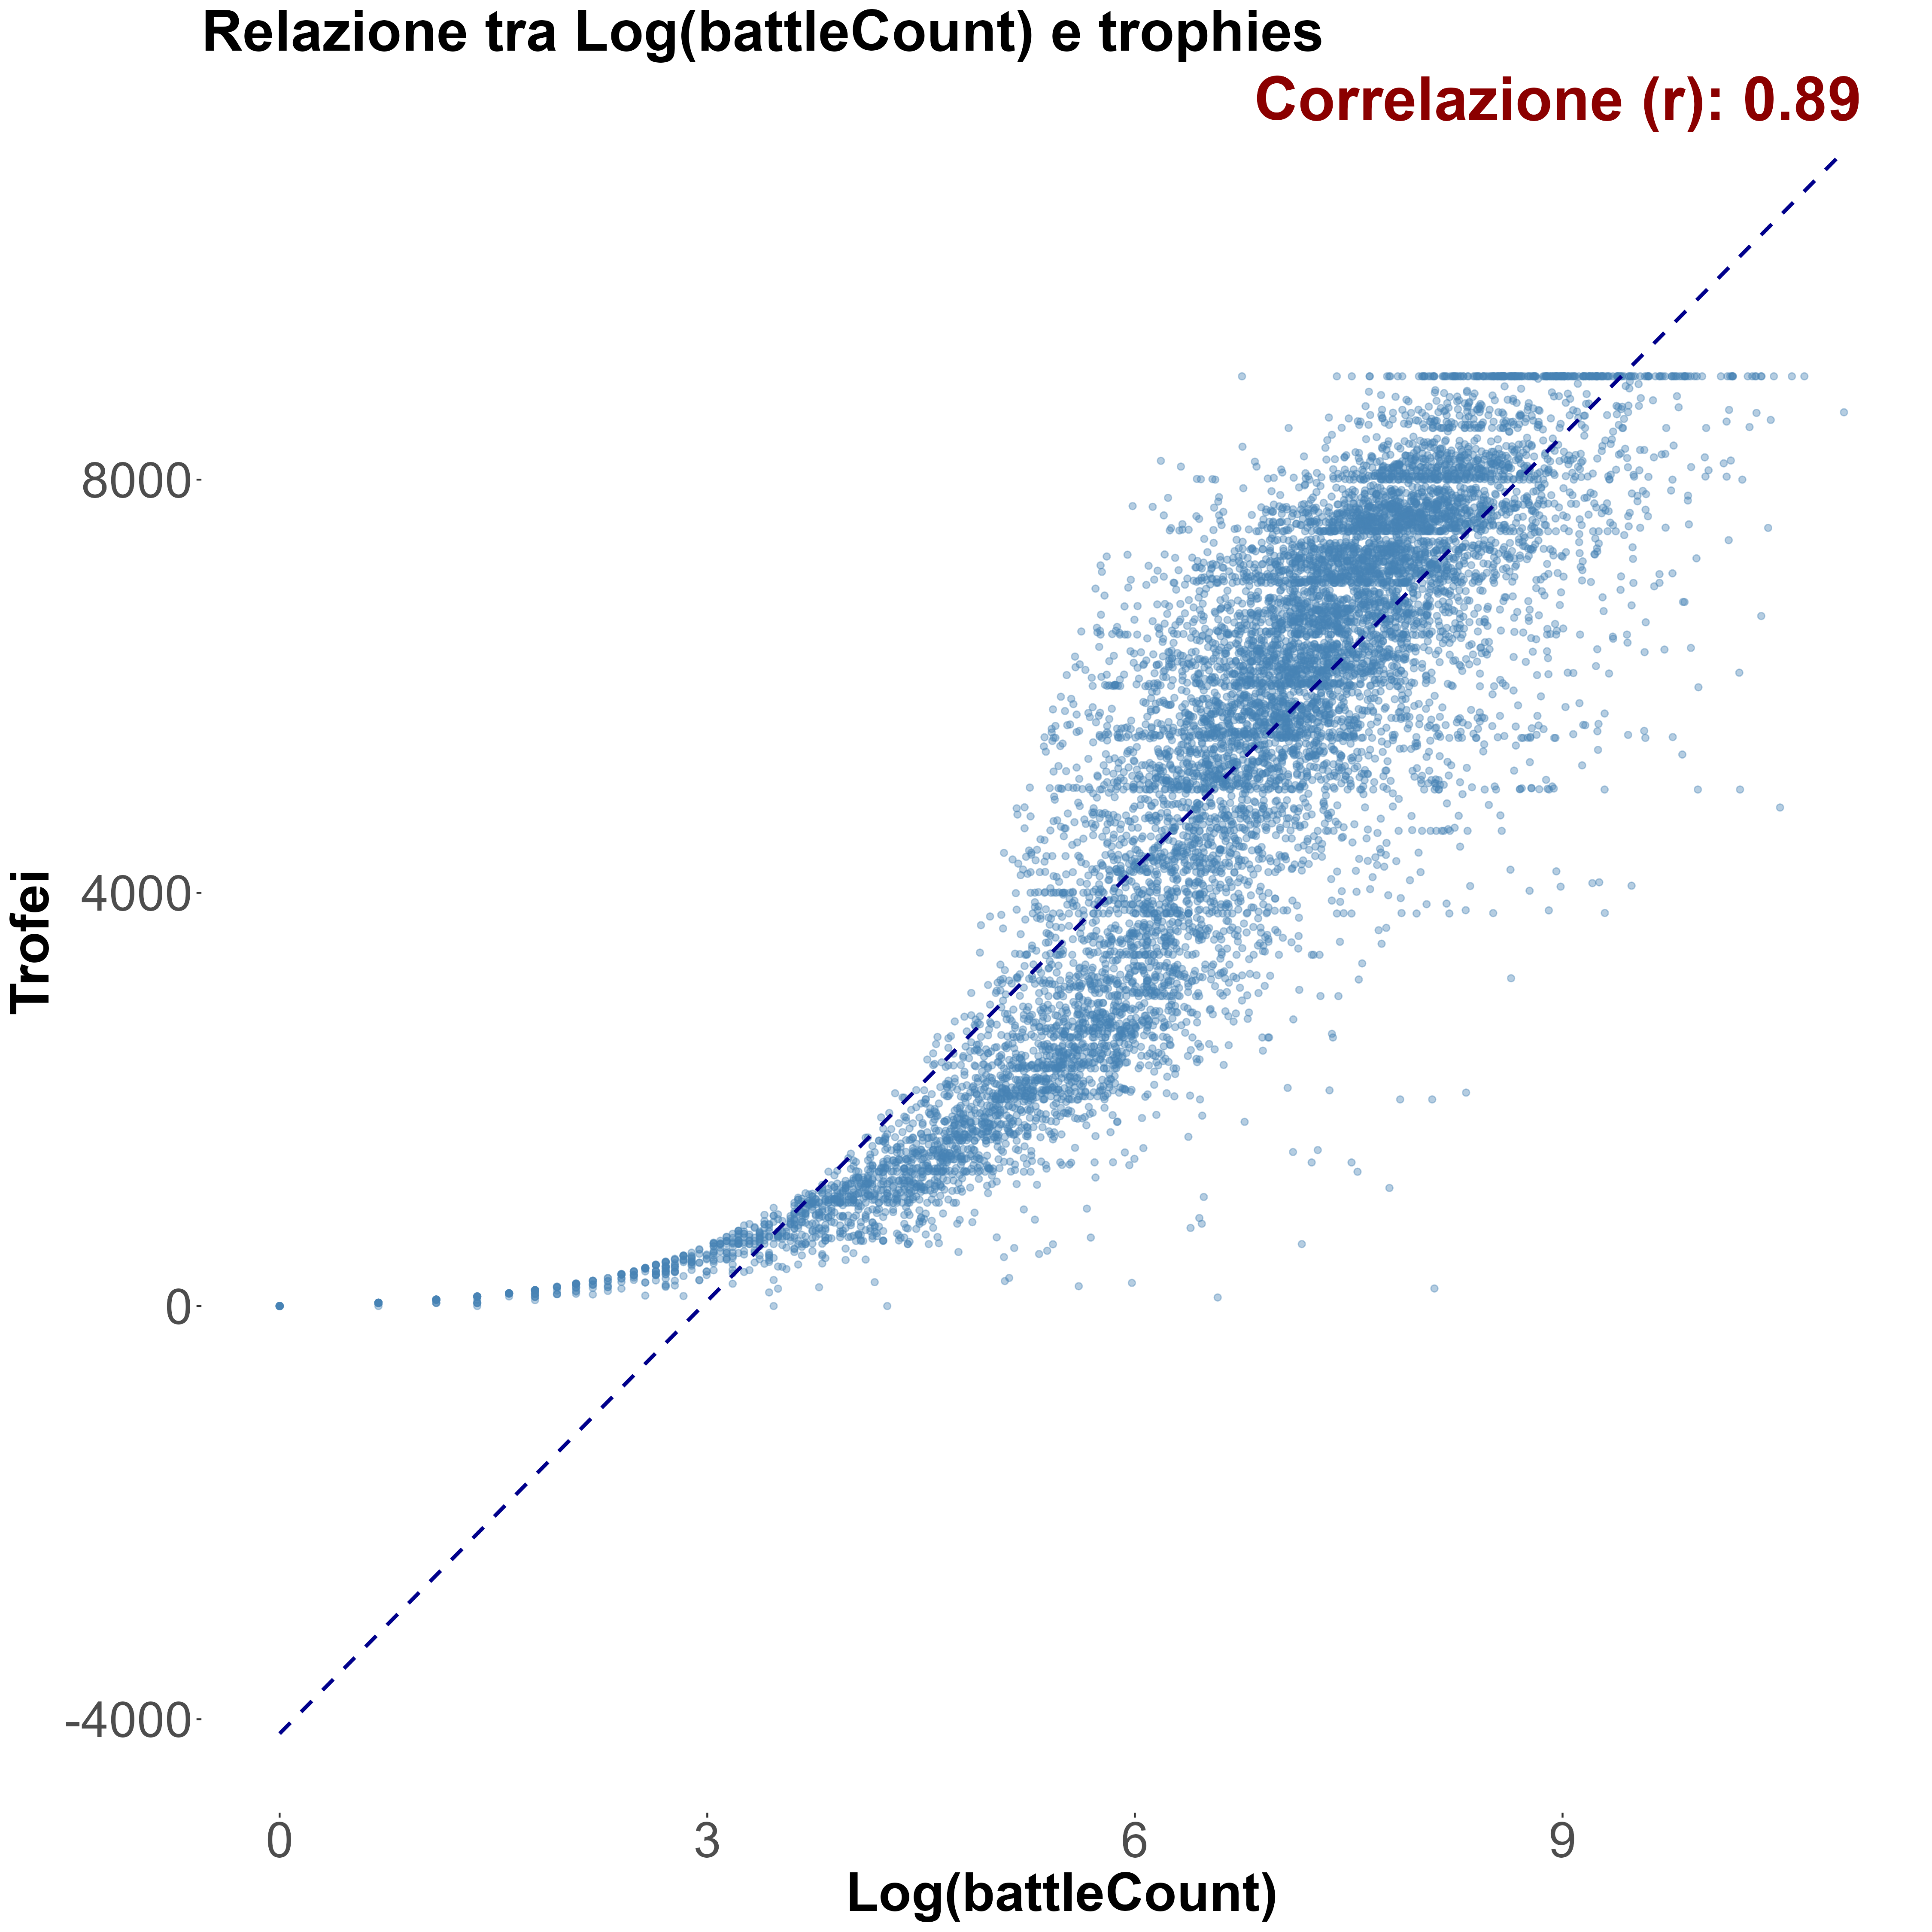 Relazione tra Log(battleCount) e trophies
Correlazione (r): 0.89
8000
4000
0
-4000
Trofei
0 3 6 9
Log(battleCount)